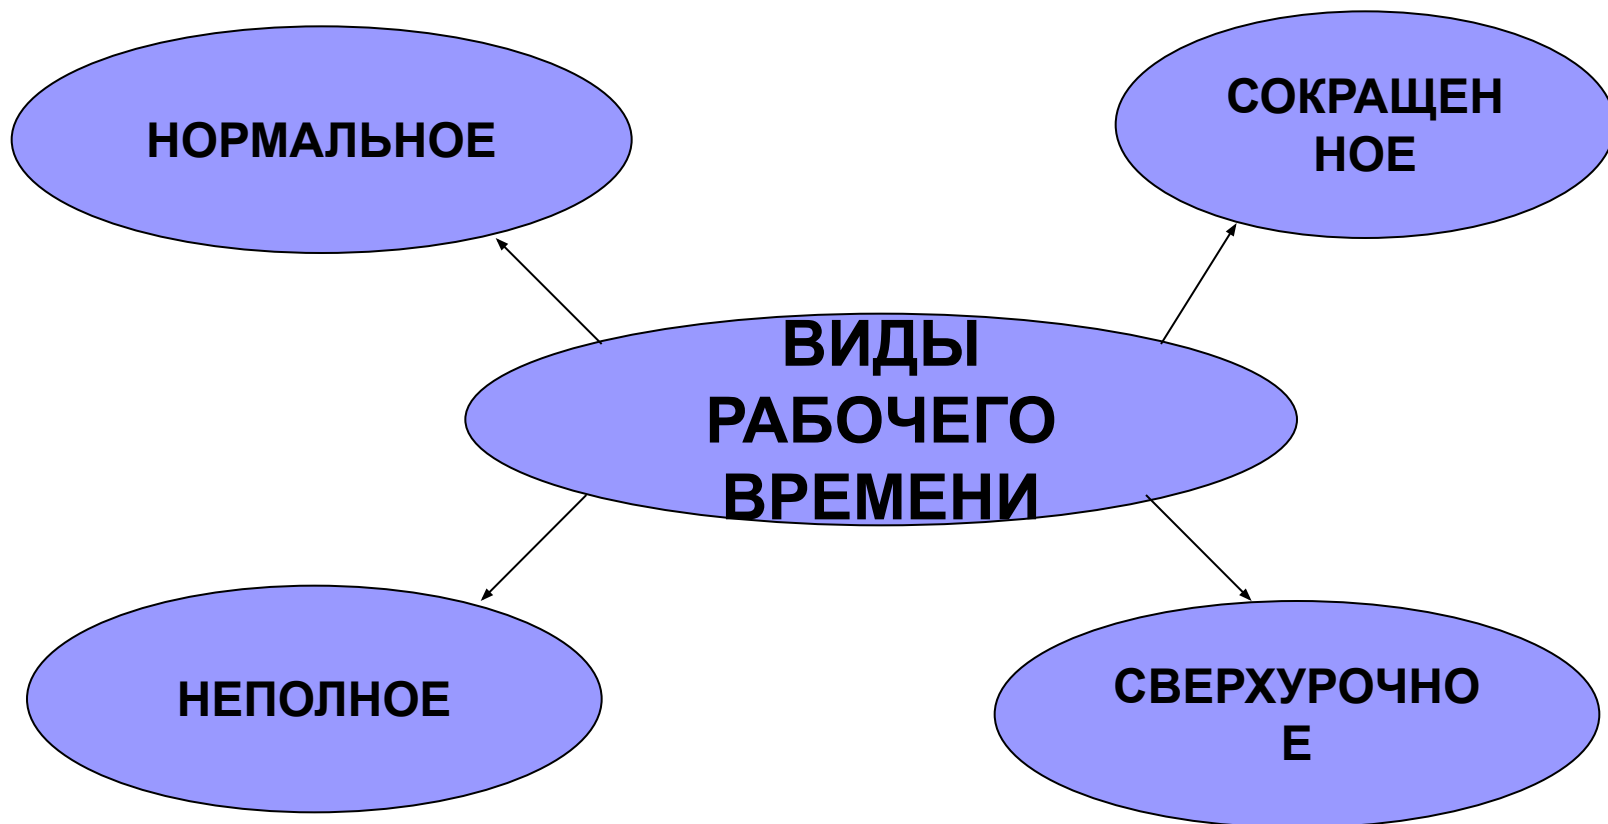 НОРМАЛЬНОЕ
СОКРАЩЕН
НОЕ
ВИДЫ
РАБОЧЕГО
ВРЕМЕНИ
НЕПОЛНОЕ
СВЕРХУРОЧНО
Е